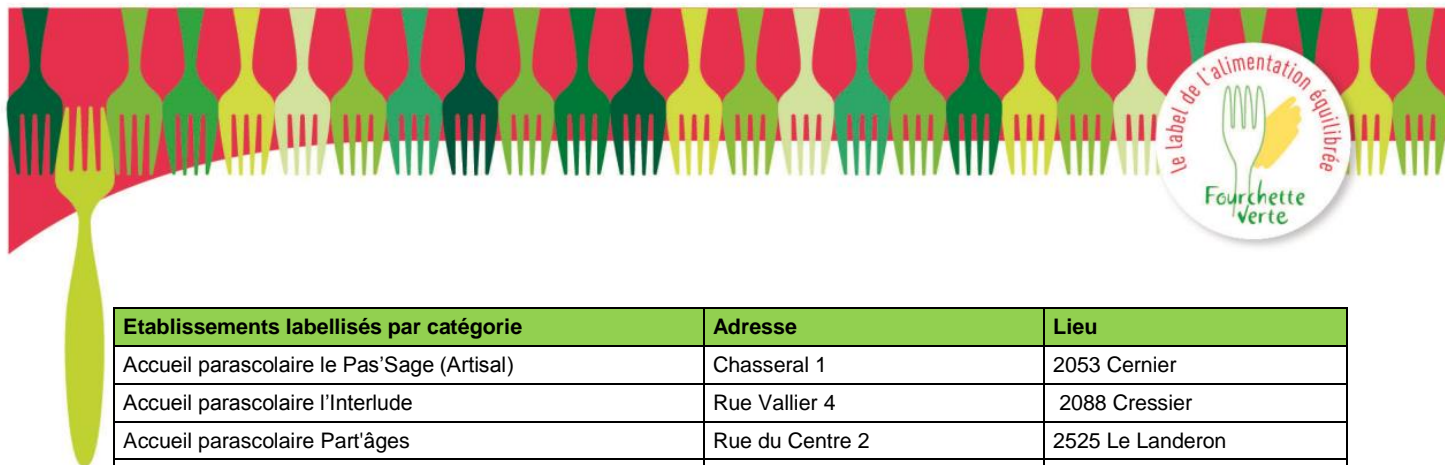 le label de l'alimentation équilibrée
Fourchette
verte
Etablissements labellisés par catégorie Adresse Lieu
Accueil parascolaire le Pas’Sage (Artisal) Chasseral 1 2053 Cernier
Accueil parascolaire l’Interlude Rue Vallier 4 2088 Cressier
Accueil parascolaire Part'âges Rue du Centre 2 2525 Le Landeron